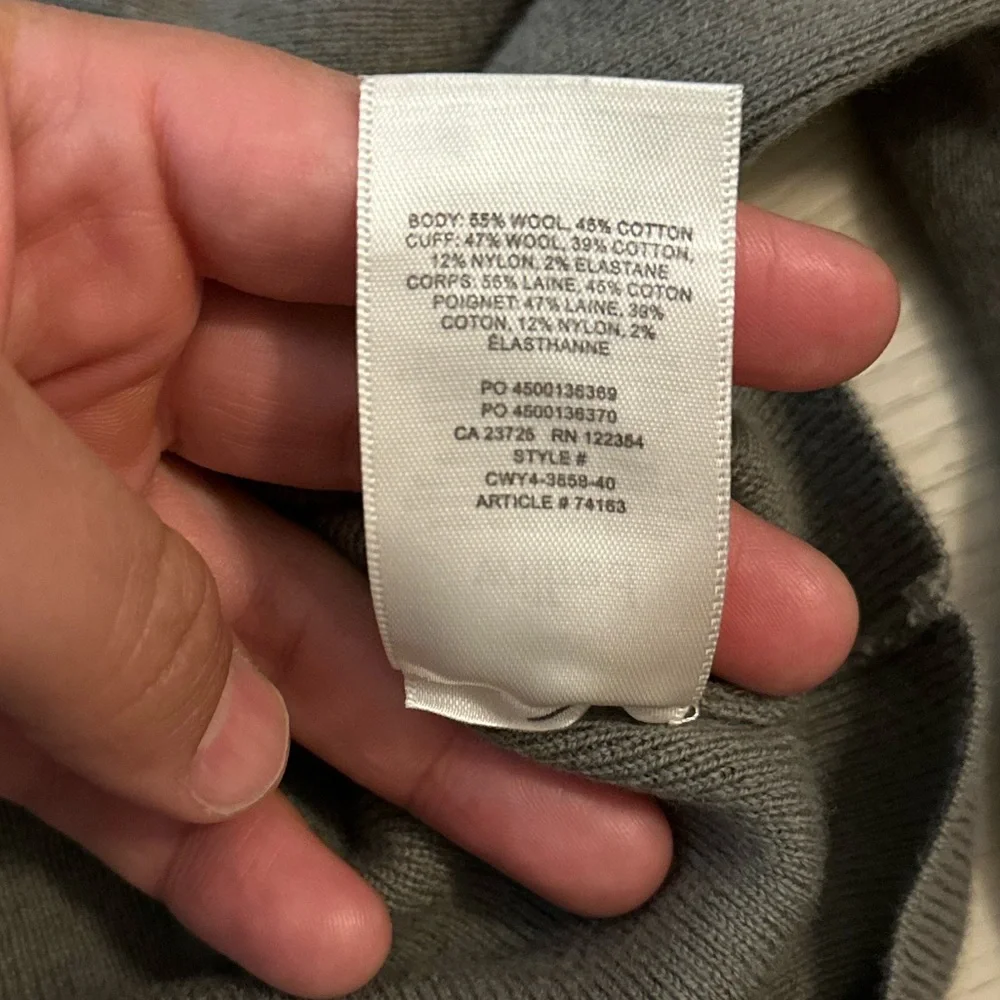 BODY: 55% WOOL, 45% COTTON
CUFF: 47% WOOL, 39% COTTON,
12% NYLON, 2% ELASTANE
CORPS: 55% LAINE, 45% COTON
POIGNET: 47% LAINE, 39%
COTON, 12% NYLON, 2%
ÉLASTHANNE
PO 4500136369
PO 4500136370
CA 23725 RN 122354
STYLE #
CWY4-3658-40
ARTICLE # 74163